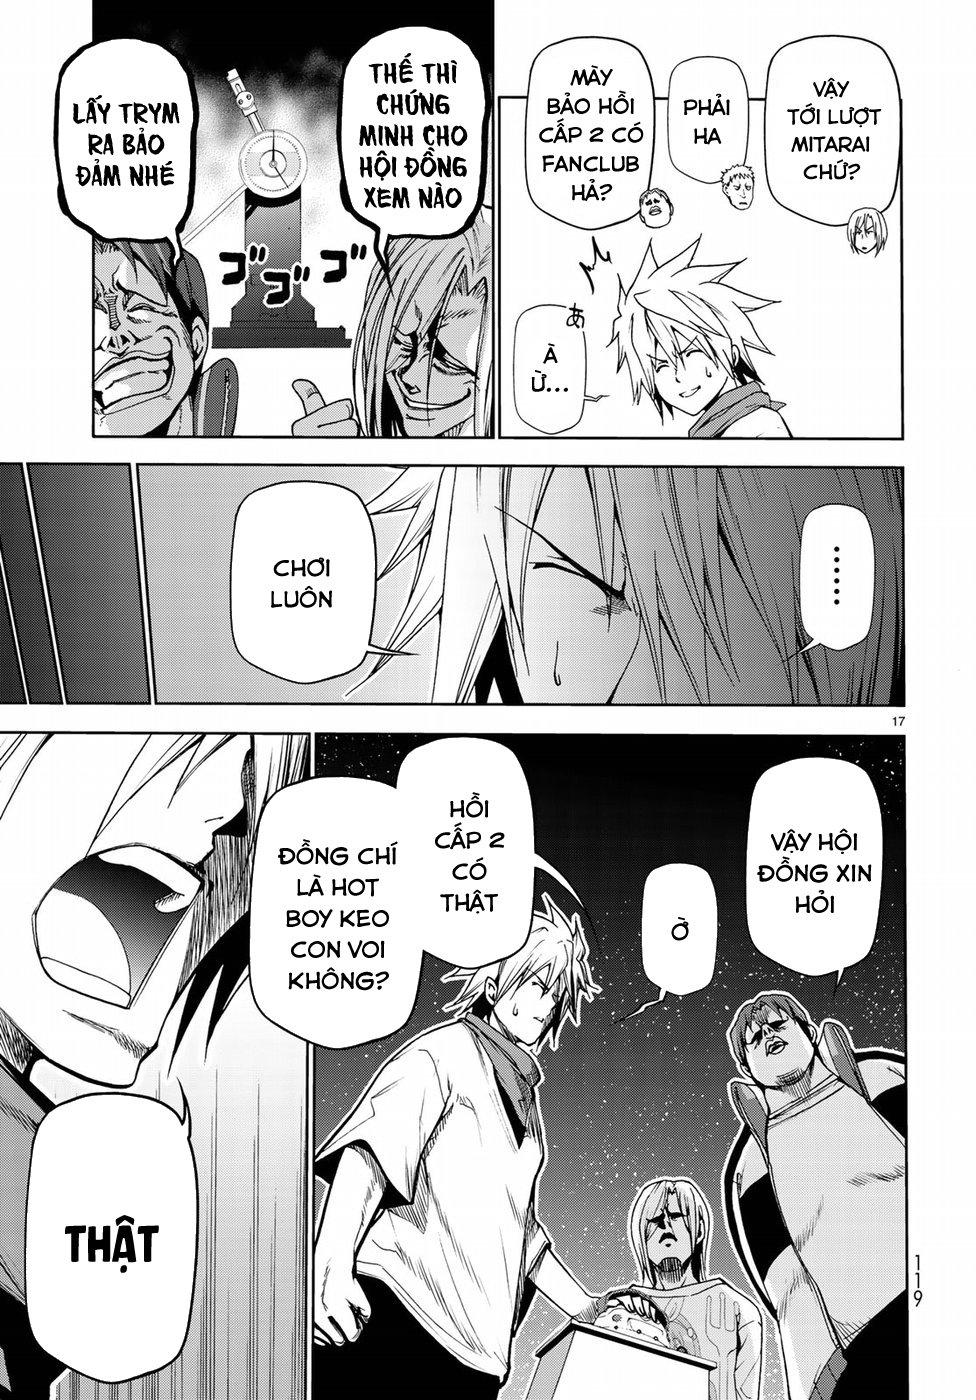 VẬY
TỚI LƯỢT
MITARAI
CHỨ?
PHẢI
HA
MÀY
BẢO HỒI
CẤP 2 CÓ
FANCLUB
HẢ?
あ
À
Ừ...
THẾ THÌ
CHỨNG
MINH CHO
HỘI ĐỒNG
XEM NÀO
LẤY TRYM
RA BẢO
ĐẢM NHÉ
ゴゴゴ
......
CHƠI
LUÔN
17
VẬY HỘI
ĐỒNG XIN
HỎI
Ờ
HỒI
CẤP 2
CÓ
THẬT
ĐỒNG CHÍ
LÀ HOT
BOY KEO
CON VOI
KHÔNG?
THẬT
119